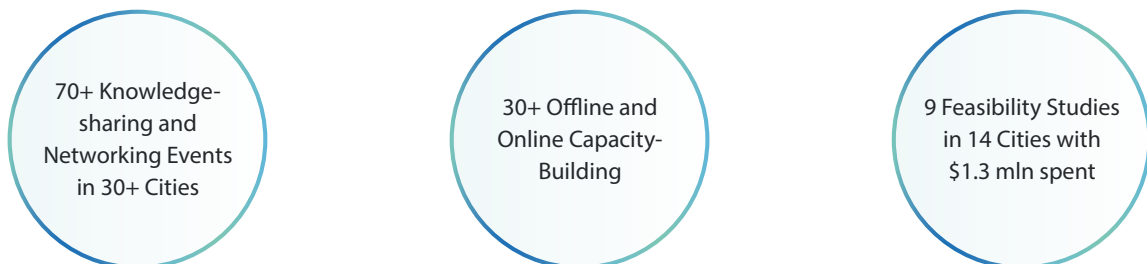 70+ Knowledge-
sharing and
Networking Events
in 30+ Cities
30+ Offline and
Online Capacity-
Building
9 Feasibility Studies
in 14 Cities with
$1.3 mln spent